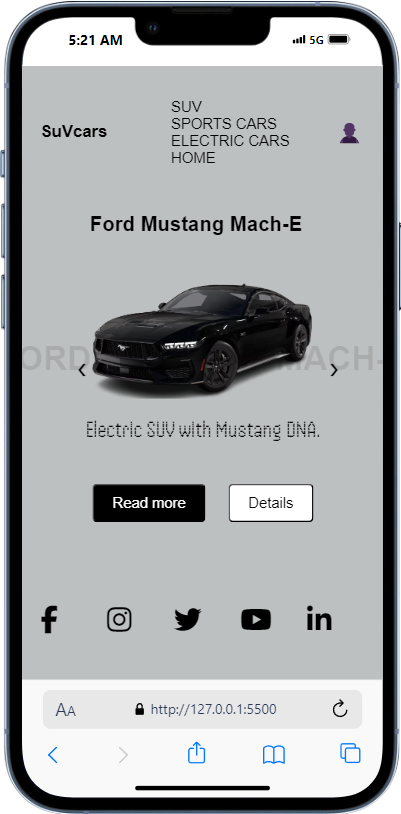 5:21 AM
5G
SuVcars
SUV
SPORTS CARS
ELECTRIC CARS
HOME
Ford Mustang Mach-E
ORD
MACH-
‹
›
Electric SUV with Mustang DNA.
Read more
Details
AA
http://127.0.0.1:5500